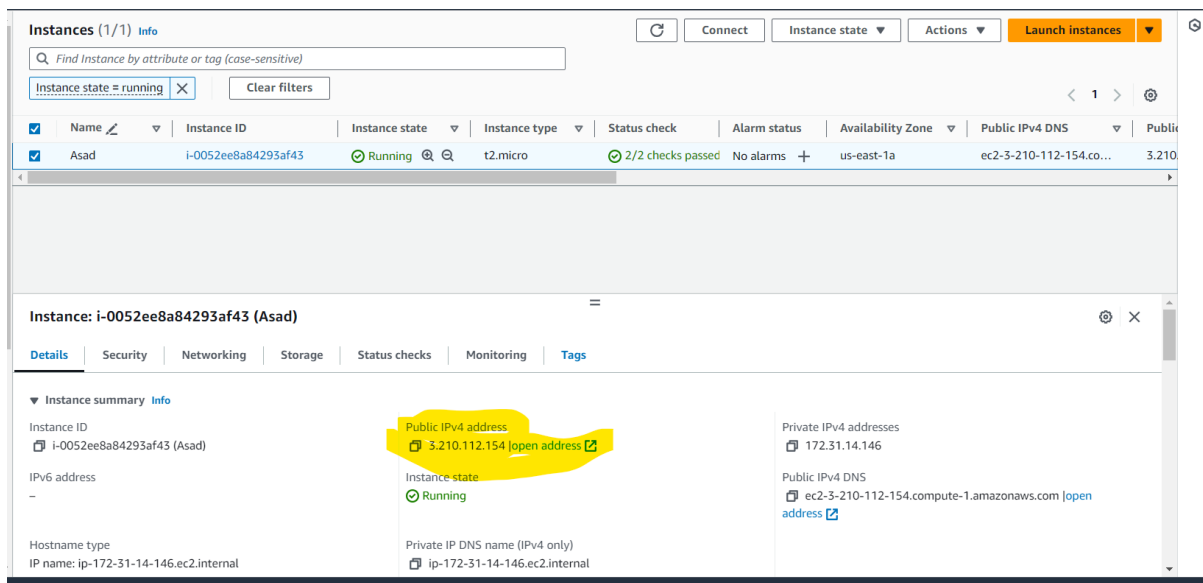 Instances (1/1) Info
Connect Instance state Actions Launch instances
Find Instance by attribute or tag (case-sensitive)
Instance state = running Clear filters
1
Name Instance ID Instance state Instance type Status check Alarm status Availability Zone Public IPv4 DNS Public
Asad i-0052ee8a84293af43 Running t2.micro 2/2 checks passed No alarms us-east-1a ec2-3-210-112-154.co... 3.210.
Instance: i-0052ee8a84293af43 (Asad)
Details Security Networking Storage Status checks Monitoring Tags
Instance summary Info
Instance ID Public IPv4 address Private IPv4 addresses
i-0052ee8a84293af43 (Asad) 3.210.112.154 |open address 172.31.14.146
IPv6 address Instance state Public IPv4 DNS
– Running ec2-3-210-112-154.compute-1.amazonaws.com |open
address
Hostname type Private IP DNS name (IPv4 only)
IP name: ip-172-31-14-146.ec2.internal ip-172-31-14-146.ec2.internal